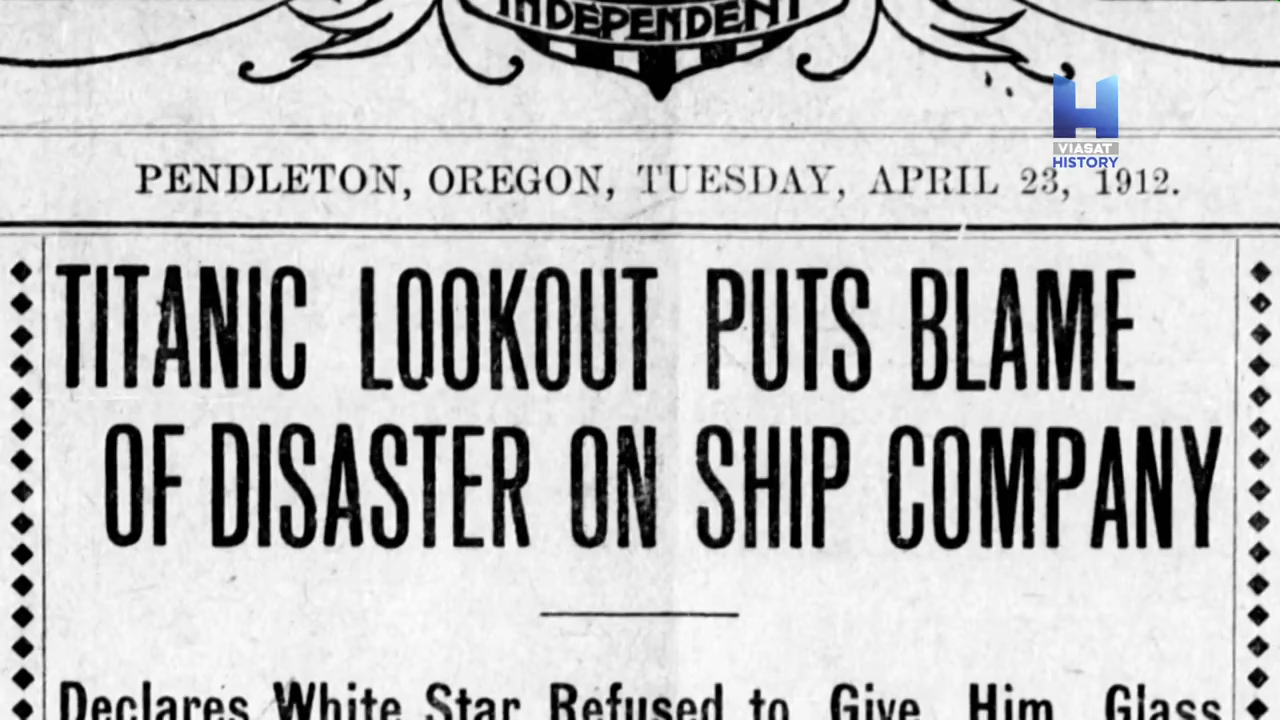 INDEPENDENT
VIASAT
HISTORY
PENDLETON, OREGON, TUESDAY, APRIL 23, 1912.
TITANIC LOOKOUT PUTS BLAME
OF DISASTER ON SHIP COMPANY
Declares White Star Refused to Give Him Glass